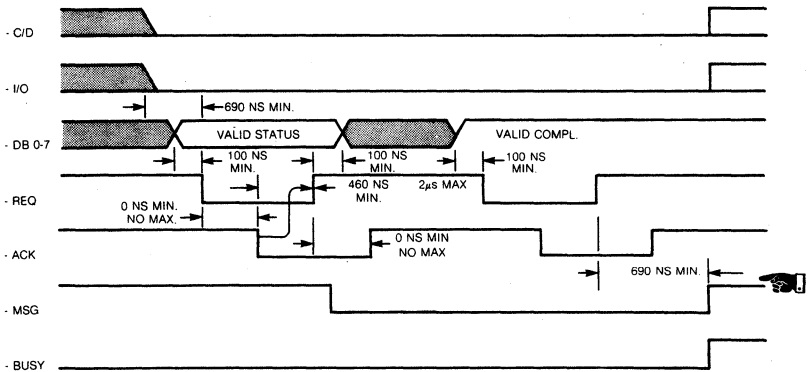 - C/D
- I/O
690 NS MIN.
- DB 0-7
VALID STATUS
VALID COMPL.
100 NS
MIN.
100 NS
MIN.
100 NS
MIN.
- REQ
460 NS
MIN.
2µs MAX
0 NS MIN.
NO MAX.
- ACK
0 NS MIN
NO MAX
690 NS MIN.
- MSG
- BUSY